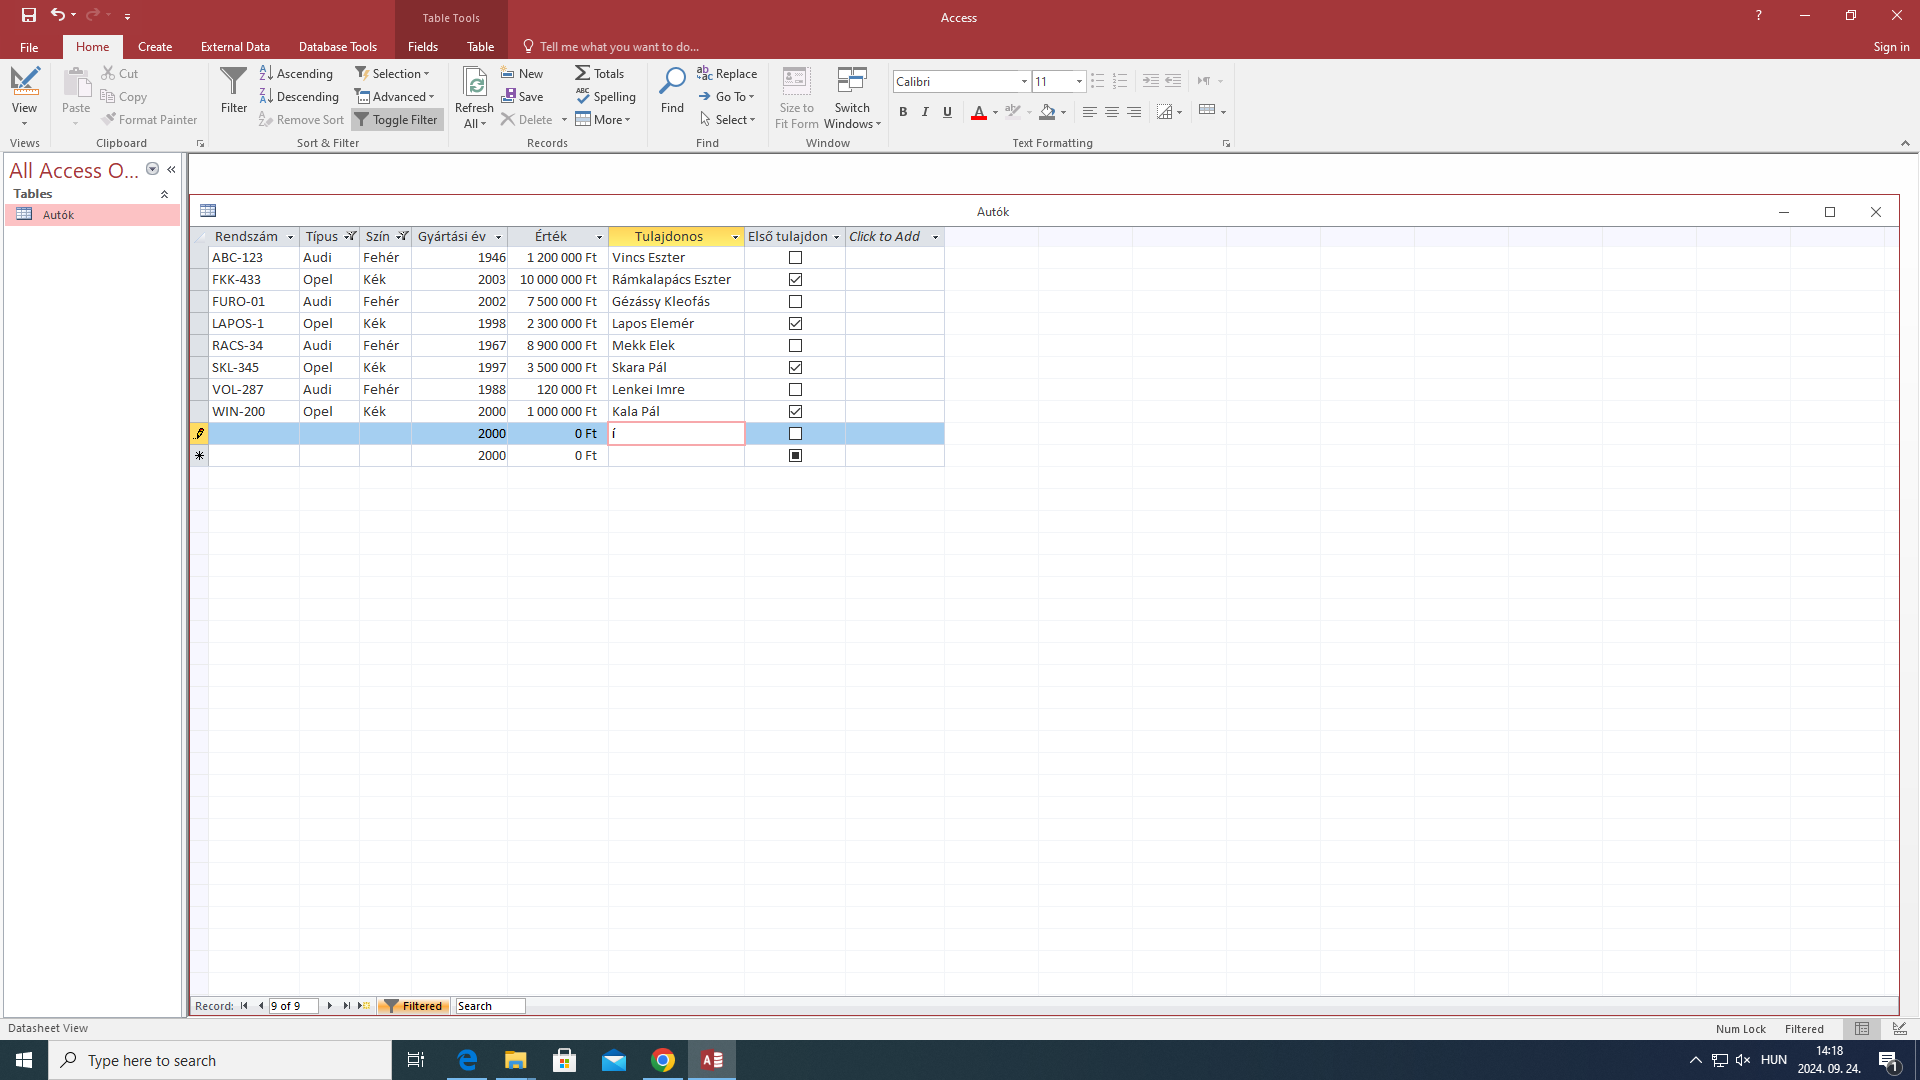 Table Tools
Access
?
File
Home
Create
External Data
Database Tools
Fields
Table
Tell me what you want to do...
Sign in
View
Views
Paste
Cut
Copy
Format Painter
Clipboard
Filter
Ascending
Descending
Remove Sort
Selection
Advanced
Toggle Filter
Sort & Filter
Refresh
All
New
Save
Delete
Totals
Spelling
More
Records
Find
Replace
Go To
Select
Find
Size to
Fit Form
Switch
Windows
Window
Calibri
11
B I U
Text Formatting
All Access O...
Tables
Autók
Autók
Rendszám Típus Szín Gyártási év Érték Tulajdonos Első tulajdon Click to Add
ABC-123 Audi Fehér 1946 1 200 000 Ft Vincs Eszter
FKK-433 Opel Kék 2003 10 000 000 Ft Rámkalapács Eszter
FURO-01 Audi Fehér 2002 7 500 000 Ft Gézássy Kleofás
LAPOS-1 Opel Kék 1998 2 300 000 Ft Lapos Elemér
RACS-34 Audi Fehér 1967 8 900 000 Ft Mekk Elek
SKL-345 Opel Kék 1997 3 500 000 Ft Skara Pál
VOL-287 Audi Fehér 1988 120 000 Ft Lenkei Imre
WIN-200 Opel Kék 2000 1 000 000 Ft Kala Pál
2000 0 Ft í
2000 0 Ft
Record: 9 of 9 Filtered Search
Datasheet View
Num Lock Filtered
Type here to search
HUN
14:18
2024. 09. 24.
1